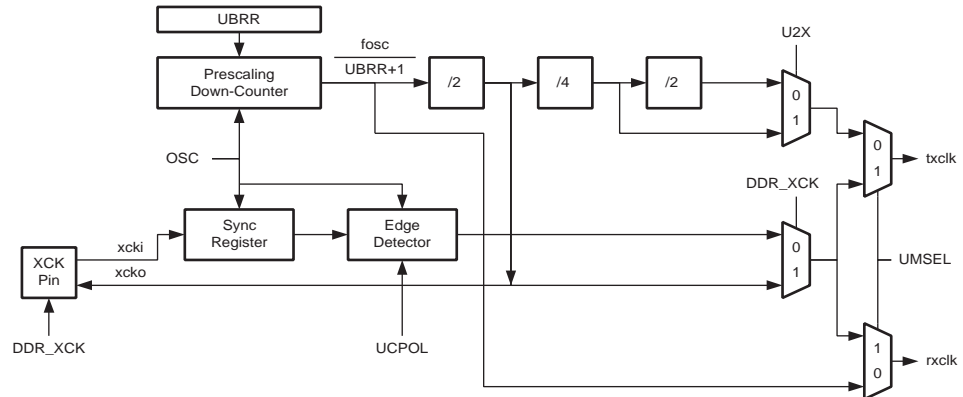 UBRR
fosc
U2X
Prescaling
Down-Counter
UBRR+1
/2
/4
/2
0
1
OSC
0
1
txclk
DDR_XCK
xcki
Sync
Register
Edge
Detector
0
1
UMSEL
XCK
Pin
xcko
DDR_XCK
UCPOL
1
0
rxclk